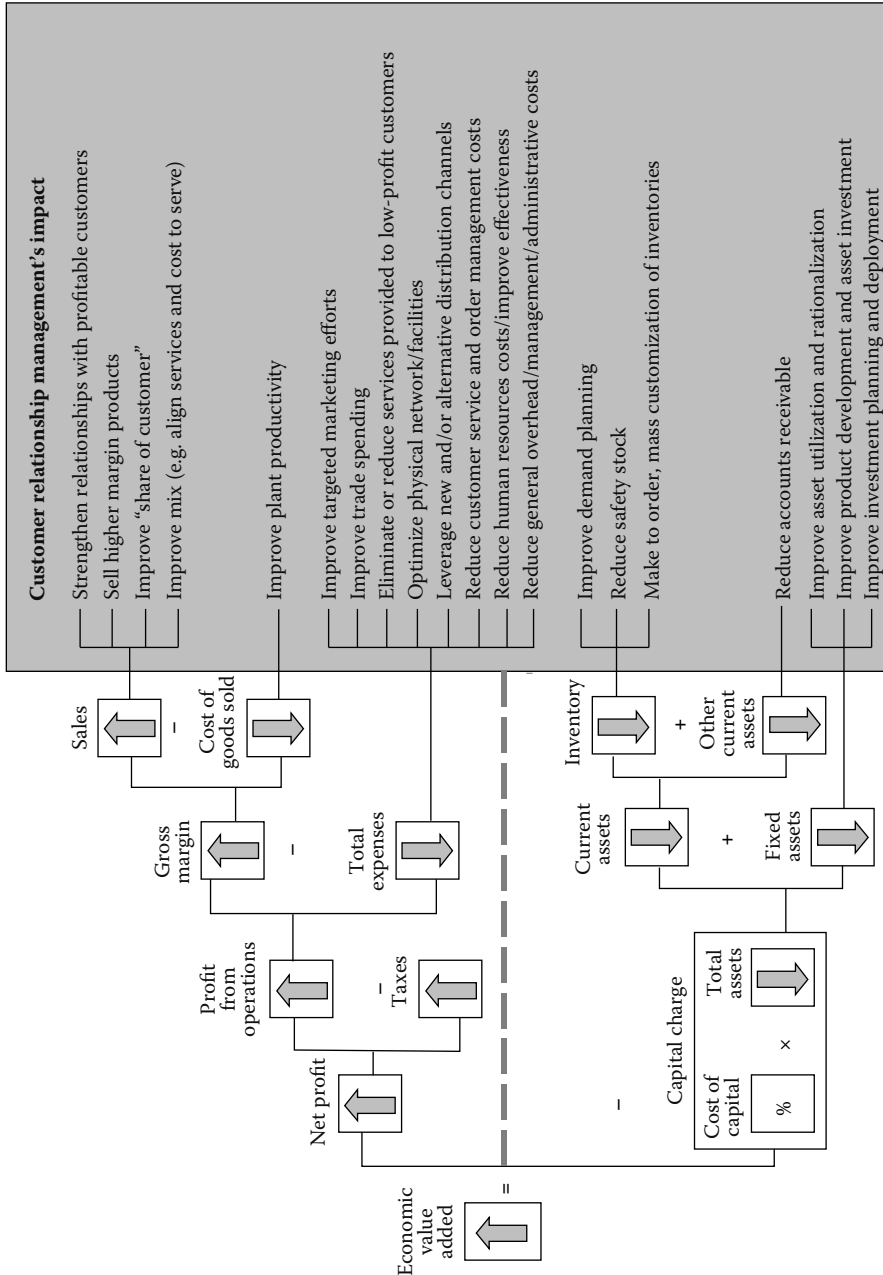 Customer relationship management's impact
Strengthen relationships with profitable customers
Sell higher margin products
Improve “share of customer”
Improve mix (e.g. align services and cost to serve)
Improve plant productivity
Improve targeted marketing efforts
Improve trade spending
Eliminate or reduce services provided to low-profit customers
Optimize physical network/facilities
Leverage new and/or alternative distribution channels
Reduce customer service and order management costs
Reduce human resources costs/improve effectiveness
Reduce general overhead/management/administrative costs
Improve demand planning
Reduce safety stock
Make to order, mass customization of inventories
Reduce accounts receivable
Improve asset utilization and rationalization
Improve product development and asset investment
Improve investment planning and deployment
Sales
–
Cost of
goods sold
Inventory
+
Other
current
assets
Gross
margin
–
Total
expenses
Current
assets
+
Fixed
assets
Profit
from
operations
–
Taxes
Net profit
–
Capital charge
Cost of
capital
%
×
Total
assets
Economic
value
added
=